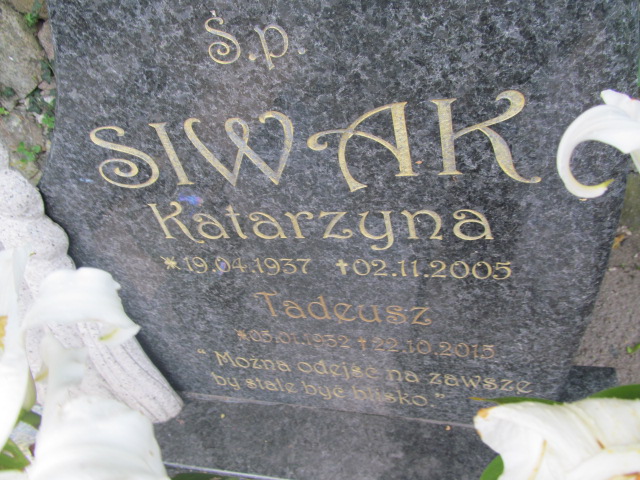 Ś.p.
SIWAK
Katarzyna
*19.04.1937 †02.11.2005
Tadeusz
*05.01.1932 †22.10.2015
"Można odejść na zawsze
by stale być blisko."